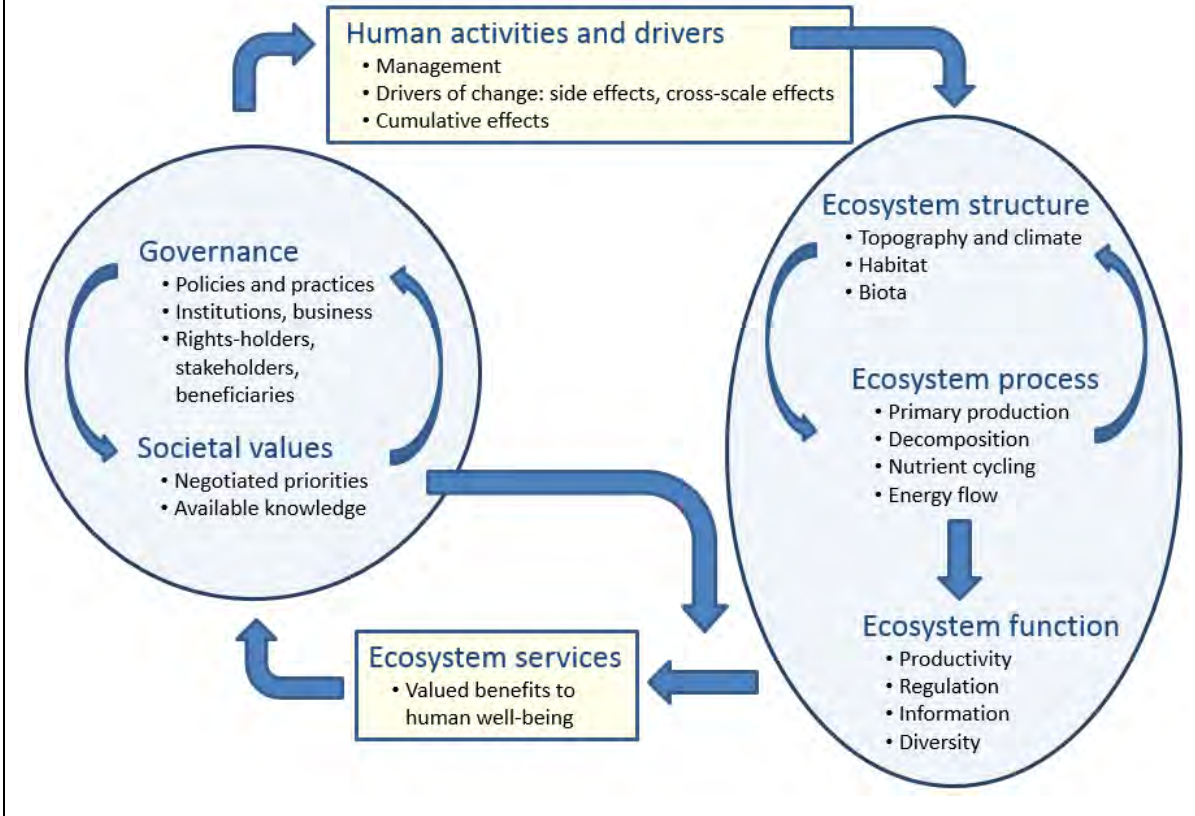 Human activities and drivers
• Management
• Drivers of change: side effects, cross-scale effects
• Cumulative effects
Governance
• Policies and practices
• Institutions, business
• Rights-holders,
stakeholders,
beneficiaries
Societal values
• Negotiated priorities
• Available knowledge
Ecosystem structure
• Topography and climate
• Habitat
• Biota
Ecosystem process
• Primary production
• Decomposition
• Nutrient cycling
• Energy flow
Ecosystem function
• Productivity
• Regulation
• Information
• Diversity
Ecosystem services
• Valued benefits to
human well-being